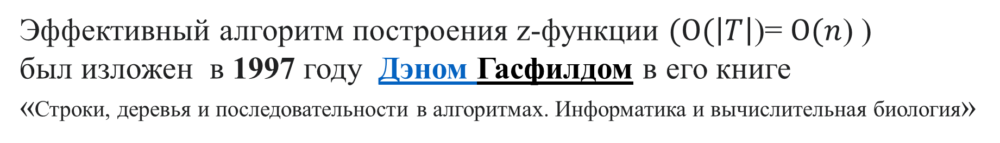 Эффективный алгоритм построения z-функции (O(|T|)= O(n) )
был изложен в 1997 году Дэном Гасфилдом в его книге
«Строки, деревья и последовательности в алгоритмах. Информатика и вычислительная биология»